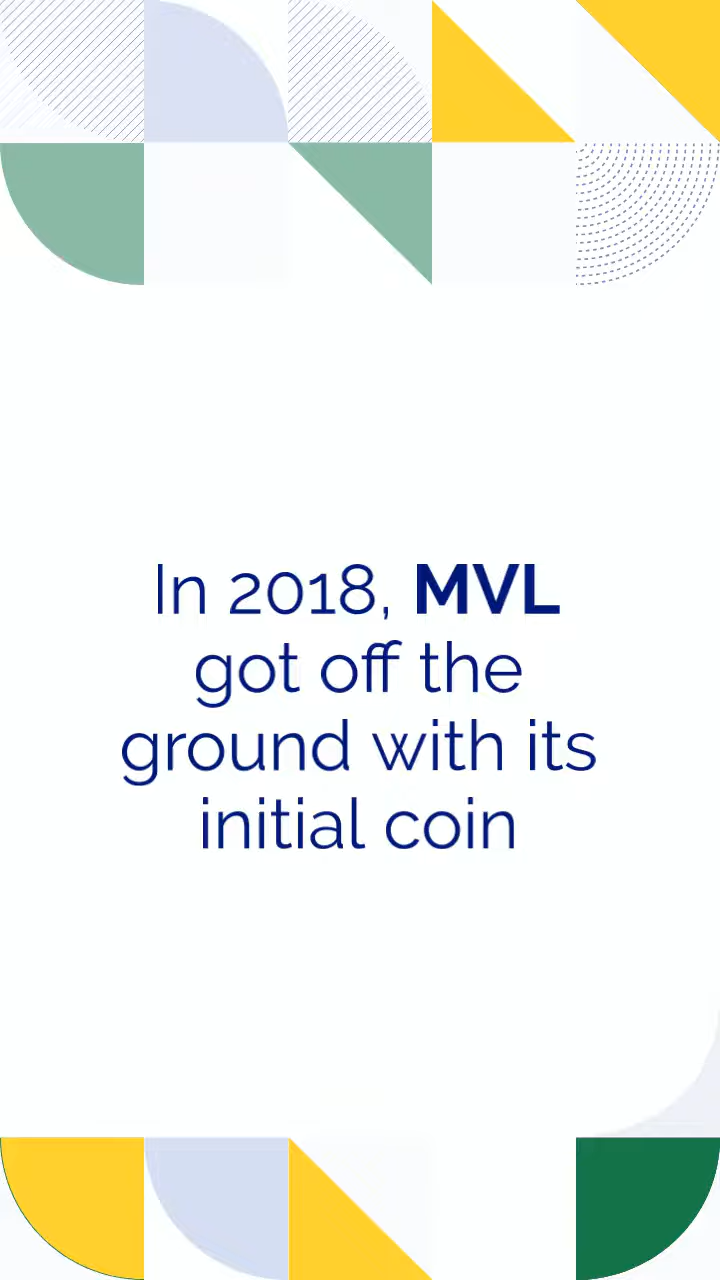 In 2018, MVL
got off the
ground with its
initial coin